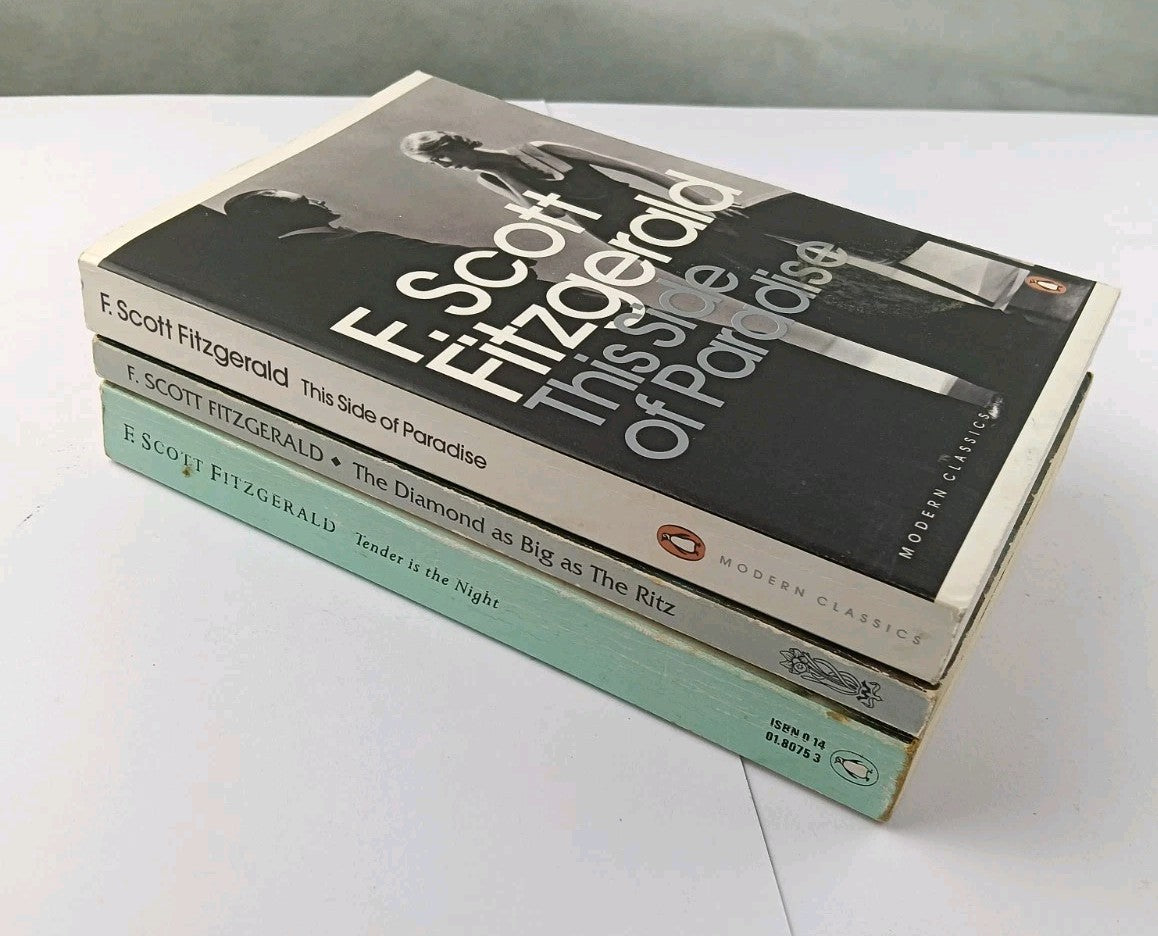 F. Scott
Fitzgerald
This Side
of Paradise
MODERN CLASSICS
F. Scott Fitzgerald This Side of Paradise MODERN CLASSICS
F. SCOTT FITZGERALD ◆ The Diamond as Big as The Ritz
F. SCOTT FITZGERALD Tender is the Night
ISBN 0 14
01.8075 3